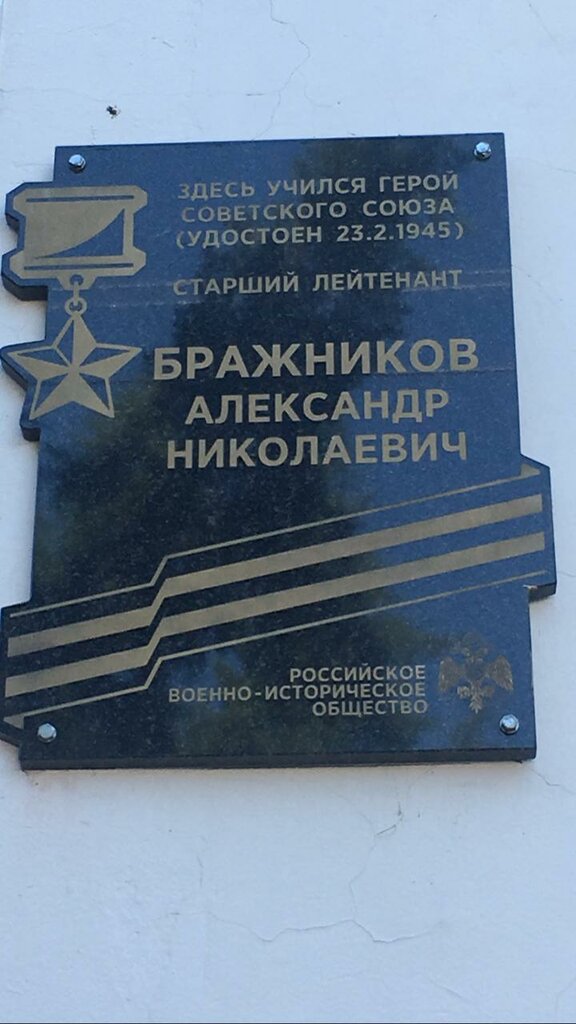 ЗДЕСЬ УЧИЛСЯ ГЕРОЙ
СОВЕТСКОГО СОЮЗА
(УДОСТОЕН 23.2.1945)
СТАРШИЙ ЛЕЙТЕНАНТ
БРАЖНИКОВ
АЛЕКСАНДР
НИКОЛАЕВИЧ
РОССИЙСКОЕ
ВОЕННО-ИСТОРИЧЕСКОЕ
ОБЩЕСТВО